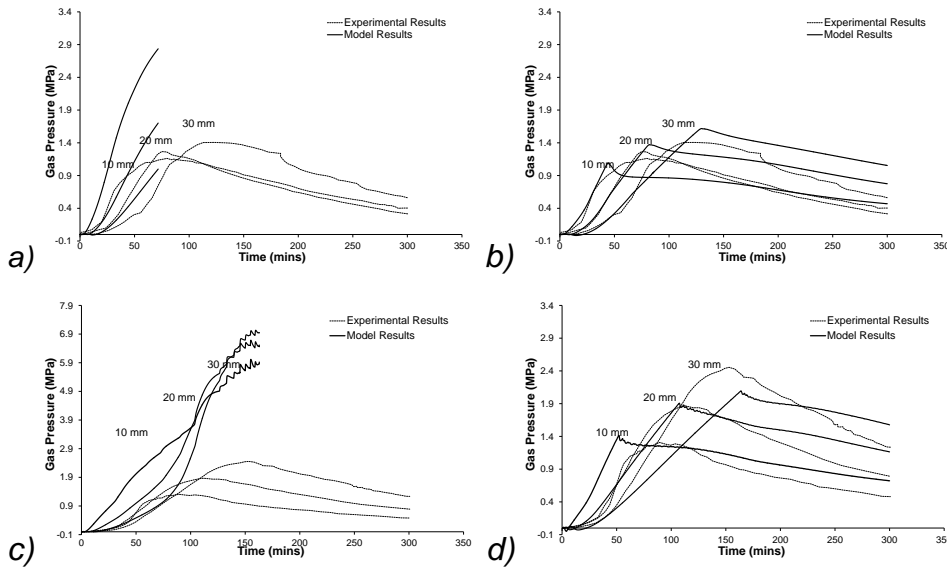 3.4
2.9
2.4
1.9
1.4
0.9
0.4
-0.1
Gas Pressure (MPa)
Experimental Results
Model Results
10 mm
20 mm
30 mm
0 50 100 150 200 250 300 350
Time (mins)
a)
3.4
2.9
2.4
1.9
1.4
0.9
0.4
-0.1
Gas Pressure (MPa)
Experimental Results
Model Results
10 mm
20 mm
30 mm
0 50 100 150 200 250 300 350
Time (mins)
b)
7.9
6.9
5.9
4.9
3.9
2.9
1.9
0.9
-0.1
Gas Pressure (MPa)
Experimental Results
Model Results
10 mm
20 mm
30 mm
0 50 100 150 200 250 300 350
Time (mins)
c)
3.4
2.9
2.4
1.9
1.4
0.9
0.4
-0.1
Gas Pressure (MPa)
Experimental Results
Model Results
10 mm
20 mm
30 mm
0 50 100 150 200 250 300 350
Time (mins)
d)